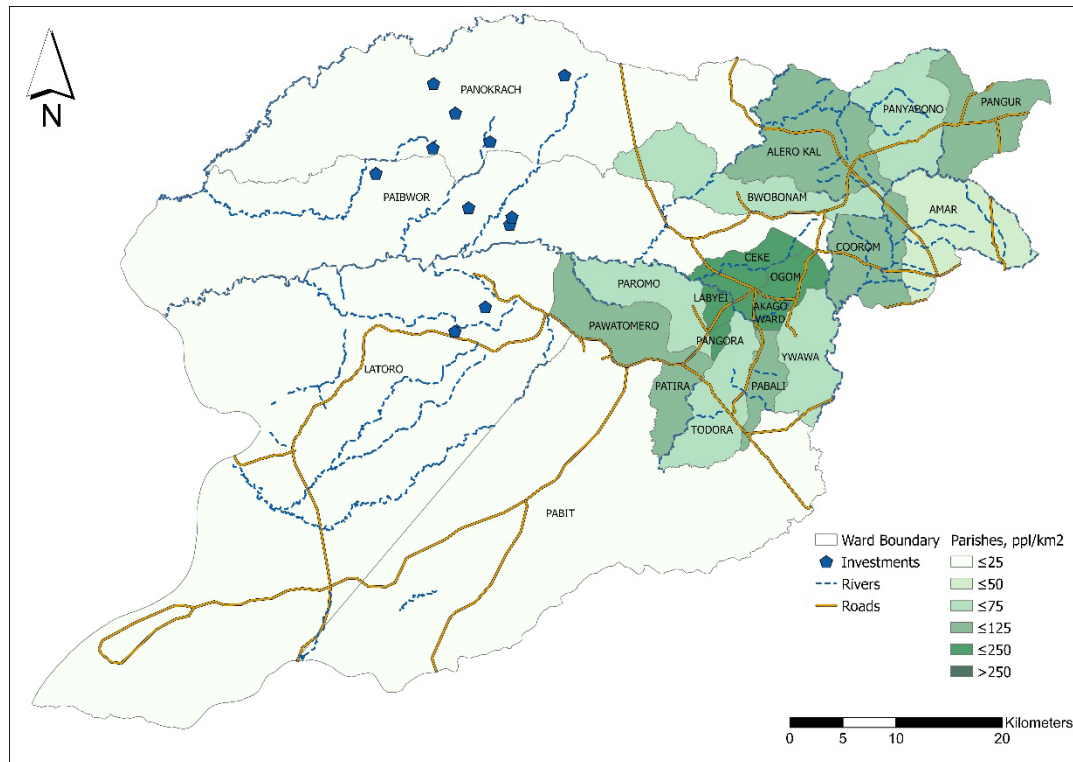 N
PANOKRACH
PANYABONO
PANGUR
ALERO KAL
PAIBWOR
BWOBONAM
AMAR
COOROM
CEKE
OGOM
PAROMO
LABYEI
AKAGO
WARD
PAWATOMERO
PANGORA
YWAWA
LATORO
PATIRA
PABALI
TODORA
PABIT
Ward Boundary
Investments
Rivers
Roads
Parishes, ppl/km2
≤25
≤50
≤75
≤125
≤250
>250
Kilometers
0 5 10 20